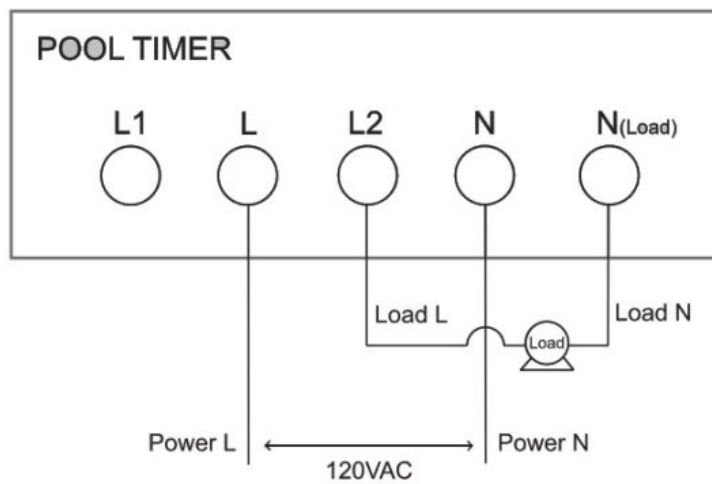 POOL TIMER
L1 L L2 N N(Load)
Load L Load Load N
Power L Power N
120VAC